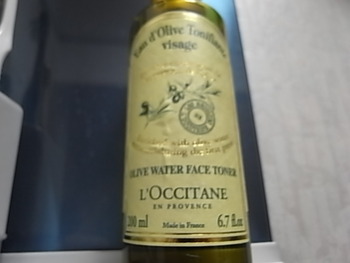 Eau d'Olive Tonifiante
visage
OLIVE WATER FACE TONER
L'OCCITANE
EN PROVENCE
200 ml
Made in France
6.7 fl.oz